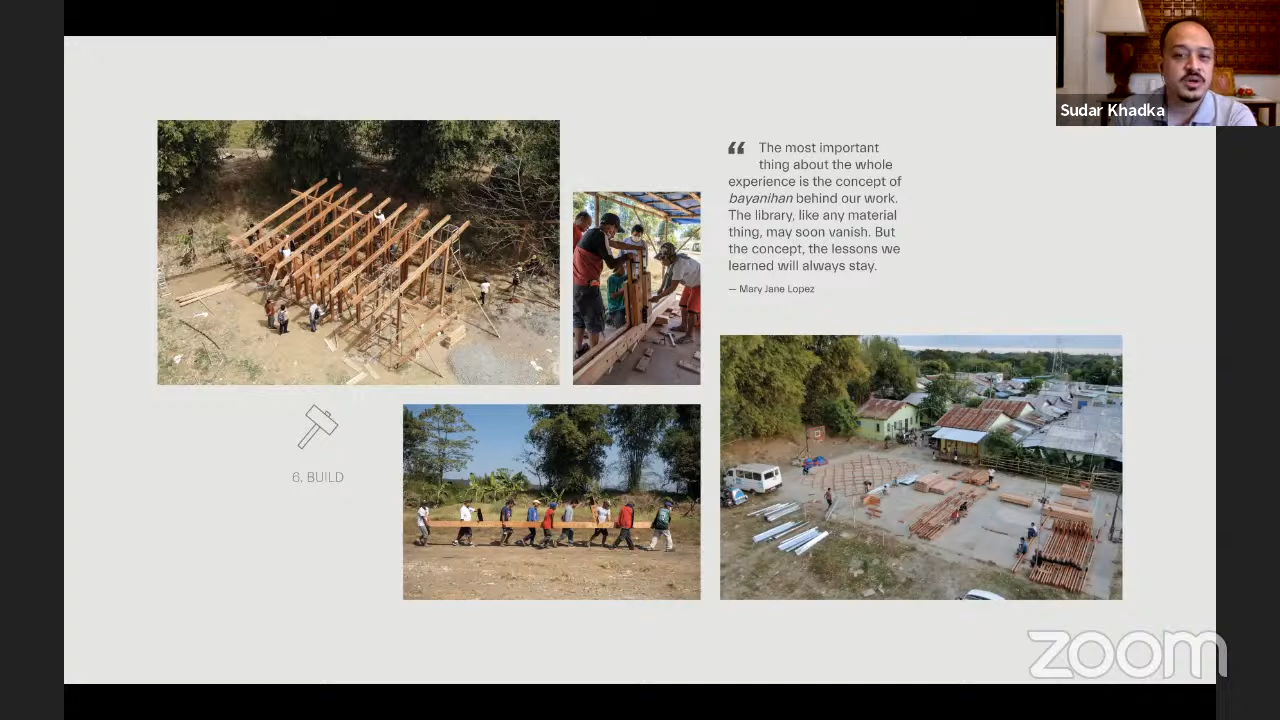 Sudar Khadka
“ The most important
thing about the whole
experience is the concept of
bayanihan behind our work.
The library, like any material
thing, may soon vanish. But
the concept, the lessons we
learned will always stay.
— Mary Jane Lopez
6. BUILD
zoom